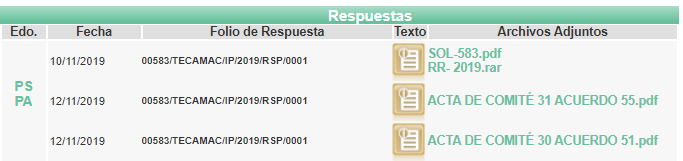 Respuestas
Edo. Fecha Folio de Respuesta Texto Archivos Adjuntos
PS
PA
10/11/2019 00583/TECAMAC/IP/2019/RSP/0001 SOL-583.pdf
RR- 2019.rar
12/11/2019 00583/TECAMAC/IP/2019/RSP/0001 ACTA DE COMITÉ 31 ACUERDO 55.pdf
12/11/2019 00583/TECAMAC/IP/2019/RSP/0001 ACTA DE COMITÉ 30 ACUERDO 51.pdf